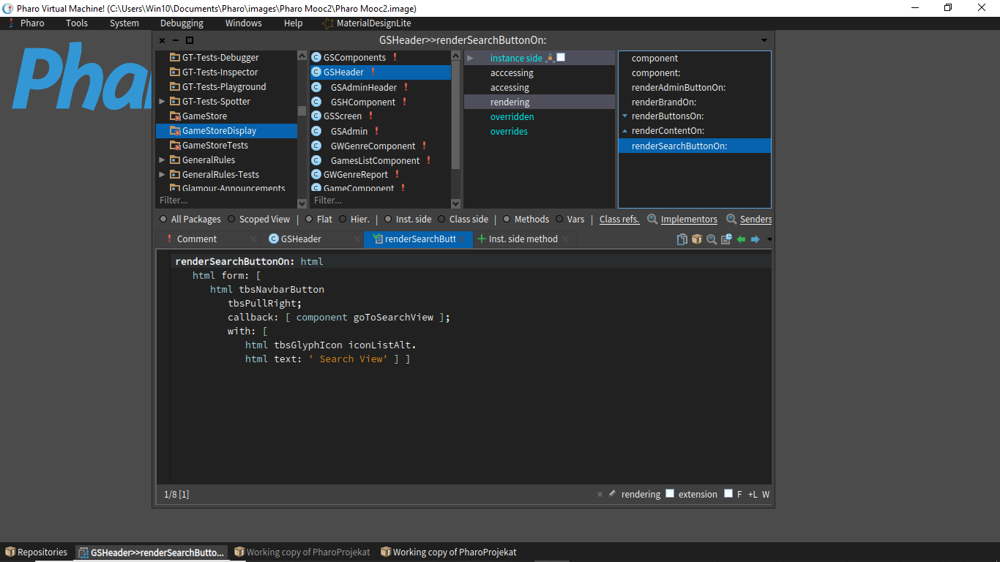 Pharo Virtual Machine! (C:\Users\Win10\Documents\Pharo\images\Pharo Mooc2\Pharo Mooc2.image)
Pharo Tools System Debugging Windows Help MaterialDesignLite
Pha
GSHeader>>renderSearchButtonOn:
GT-Tests-Debugger
GT-Tests-Inspector
GT-Tests-Playground
GT-Tests-Spotter
GameStore
GameStoreDisplay
GameStoreTests
GeneralRules
GeneralRules-Tests
Glamour-Announcements
Filter...
GSComponents !
GSHeader !
GSAdminHeader !
GSHComponent !
GSScreen !
GSAdmin !
GWGenreComponent !
GamesListComponent !
GWGenreReport !
GameComponent !
Filter...
instance side
acccessing
accessing
rendering
overridden
overrides
component
component:
renderAdminButtonOn:
renderBrandOn:
renderButtonsOn:
renderContentOn:
renderSearchButtonOn:
All Packages Scoped View | Flat Hier. | Inst. side Class side | Methods Vars | Class refs. Implementors Senders
! Comment × C GSHeader × renderSearchButt × + Inst. side method ×
renderSearchButtonOn: html
html form: [
html tbsNavbarButton
tbsPullRight;
callback: [ component goToSearchView ];
with: [
html tbsGlyphIcon iconListAlt.
html text: ' Search View' ] ]
1/8 [1] × rendering extension F +L W
Repositories GSHeader>>renderSearchButto... Working copy of PharoProjekat Working copy of PharoProjekat